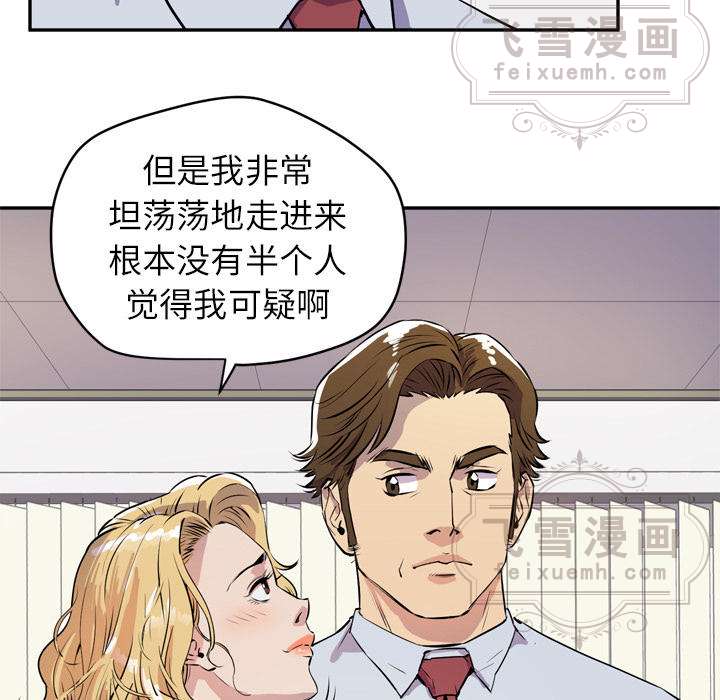 飞雪漫画
feixuemh.com
但是我非常
坦荡荡地走进来
根本没有半个人
觉得我可疑啊
飞雪漫画
feixuemh.com